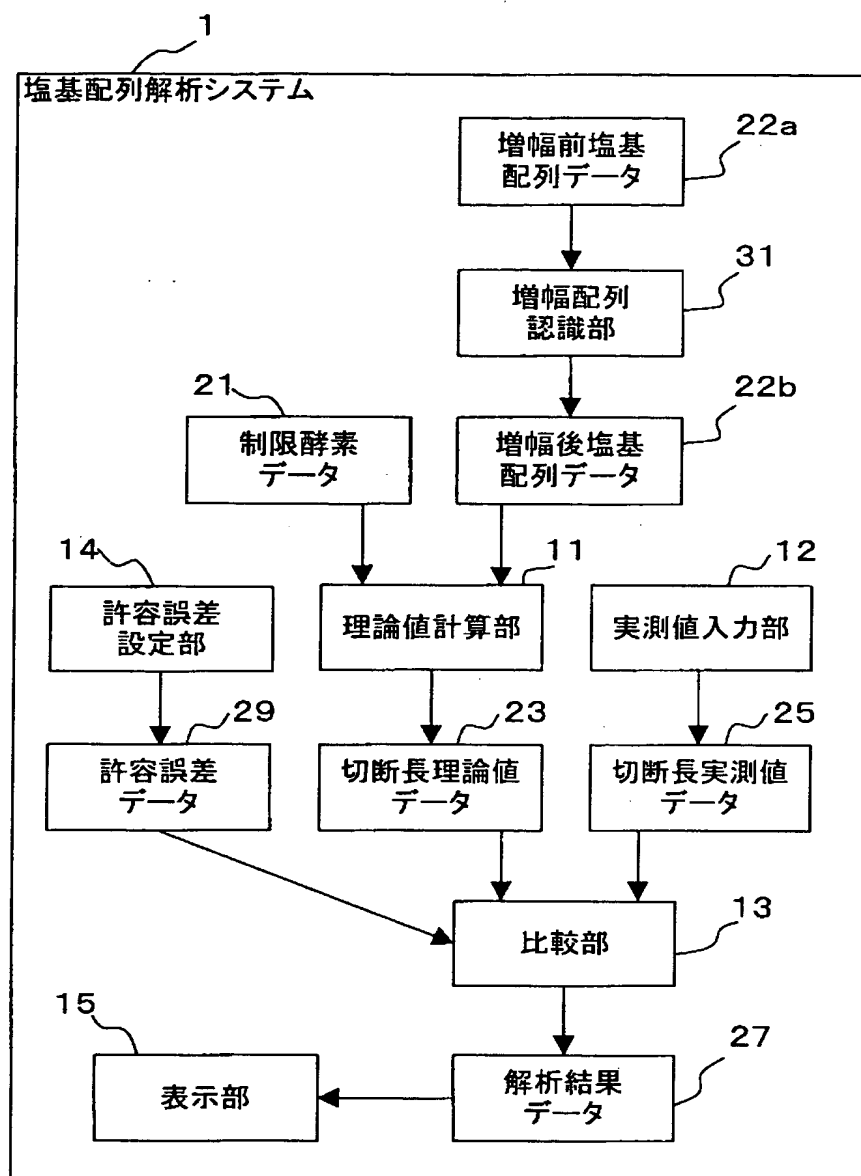 1
塩基配列解析システム
22a
増幅前塩基
配列データ
31
増幅配列
認識部
21
制限酵素
データ
22b
増幅後塩基
配列データ
14
許容誤差
設定部
11
理論値計算部
12
実測値入力部
29
許容誤差
データ
23
切断長理論値
データ
25
切断長実測値
データ
13
比較部
15
表示部
27
解析結果
データ